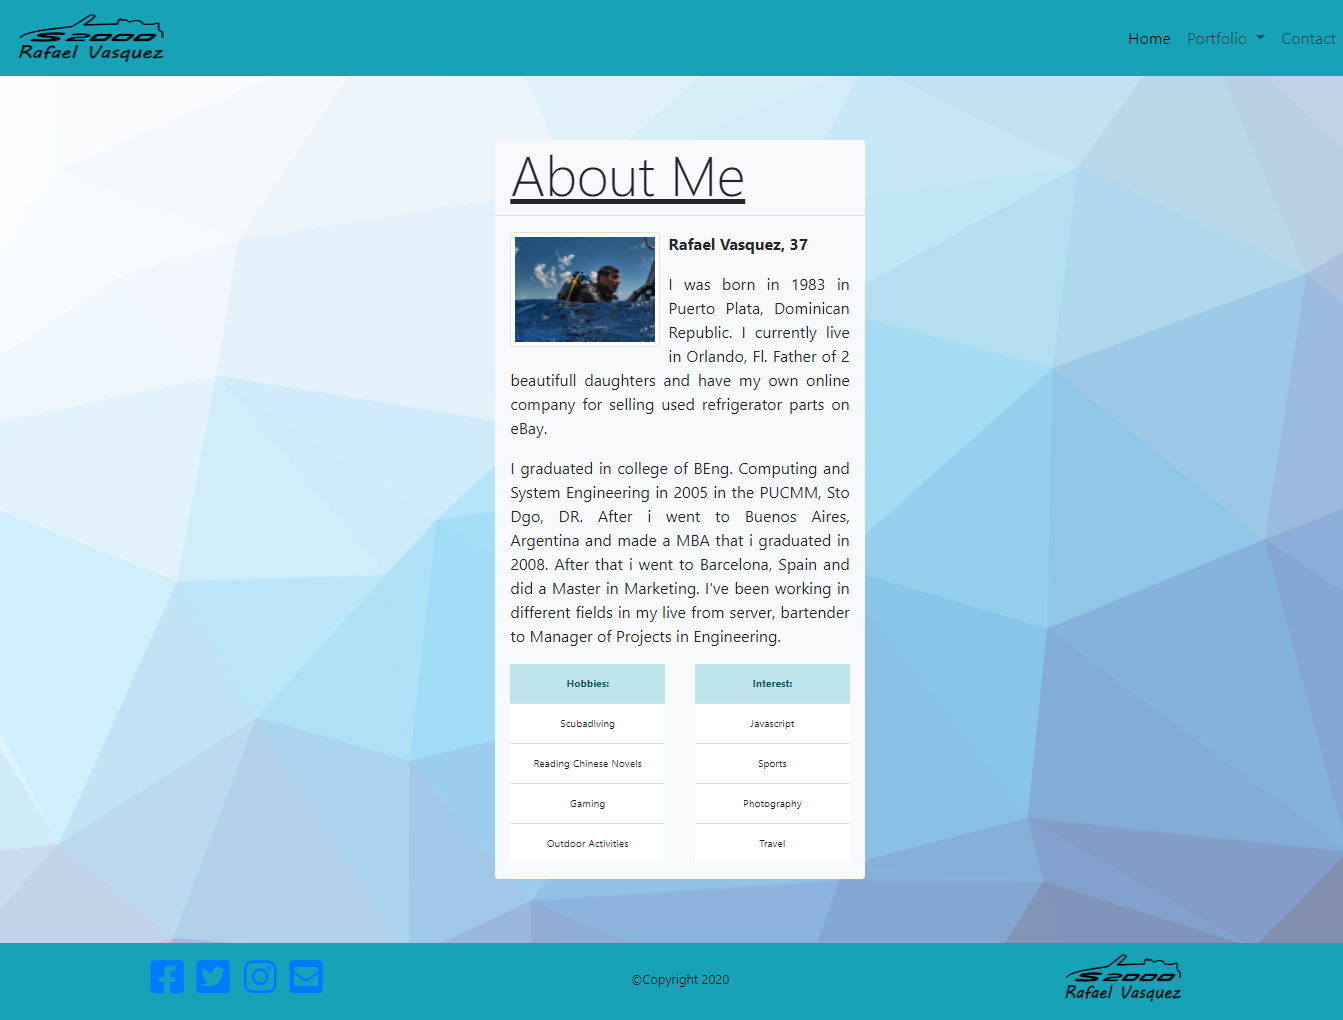 S2000
Rafael Vasquez
Home Portfolio Contact
About Me
Rafael Vasquez, 37
I was born in 1983 in
Puerto Plata, Dominican
Republic. I currently live
in Orlando, Fl. Father of 2
beautifull daughters and have my own online
company for selling used refrigerator parts on
eBay.
I graduated in college of BEng. Computing and
System Engineering in 2005 in the PUCMM, Sto
Dgo, DR. After i went to Buenos Aires,
Argentina and made a MBA that i graduated in
2008. After that i went to Barcelona, Spain and
did a Master in Marketing. I've been working in
different fields in my live from server, bartender
to Manager of Projects in Engineering.
Hobbies:
Scubadiving
Reading Chinese Novels
Gaming
Outdoor Activities
Interest:
Javascript
Sports
Photography
Travel
©Copyright 2020
S2000
Rafael Vasquez